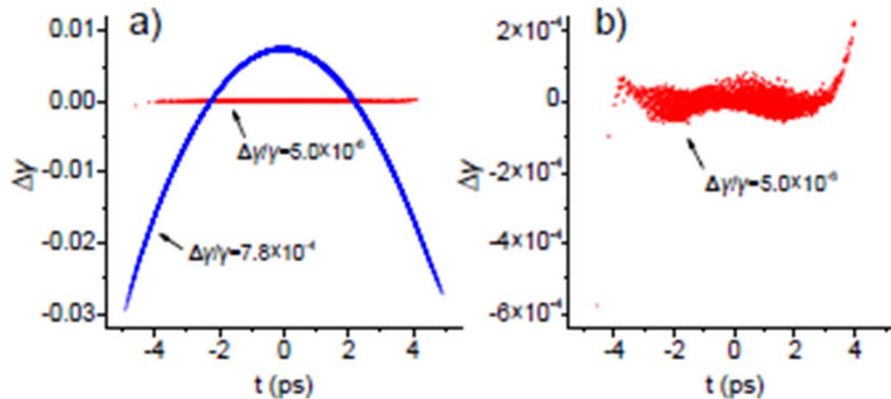 a)
0.01
0.00
-0.01
-0.02
-0.03
Δγ
Δγ/γ=5.0×10⁻⁶
Δγ/γ=7.8×10⁻⁴
-4 -2 0 2 4
t (ps)
b)
2×10⁻⁴
0
-2×10⁻⁴
-4×10⁻⁴
-6×10⁻⁴
Δγ
Δγ/γ=5.0×10⁻⁶
-4 -2 0 2 4
t (ps)